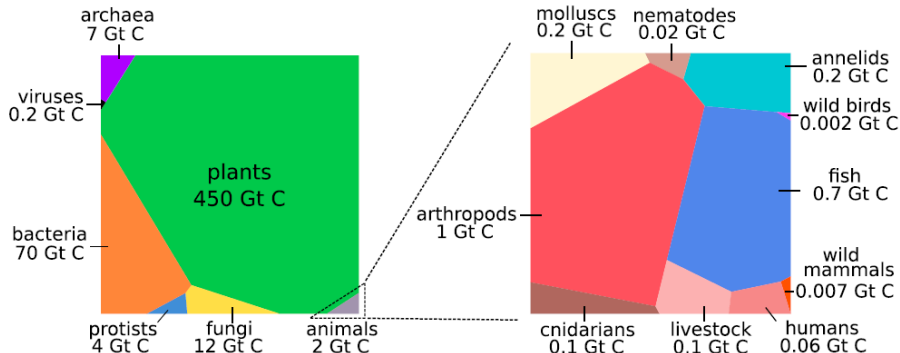 archaea
7 Gt C
viruses
0.2 Gt C
plants
450 Gt C
bacteria
70 Gt C
protists
4 Gt C
fungi
12 Gt C
animals
2 Gt C
molluscs
0.2 Gt C
nematodes
0.02 Gt C
annelids
0.2 Gt C
wild birds
0.002 Gt C
fish
0.7 Gt C
arthropods
1 Gt C
wild
mammals
0.007 Gt C
cnidarians
0.1 Gt C
livestock
0.1 Gt C
humans
0.06 Gt C